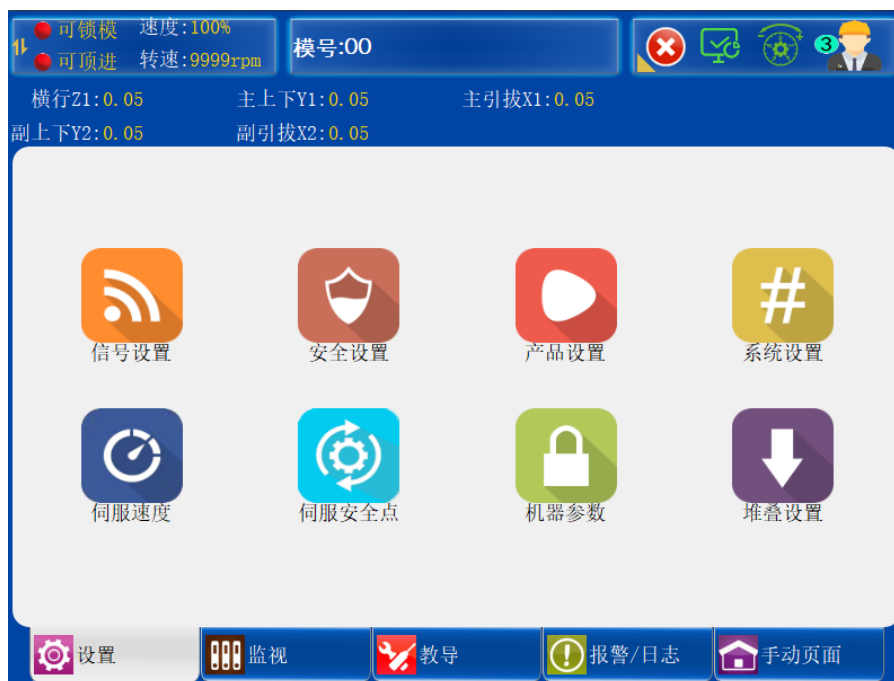 可锁模 速度:100%
可顶进 转速:9999rpm
模号:00
3
横行Z1:0.05 主上下Y1:0.05 主引拔X1:0.05
副上下Y2:0.05 副引拔X2:0.05
信号设置 安全设置 产品设置 系统设置
伺服速度 伺服安全点 机器参数 堆叠设置
设置 监视 教导 报警/日志 手动页面